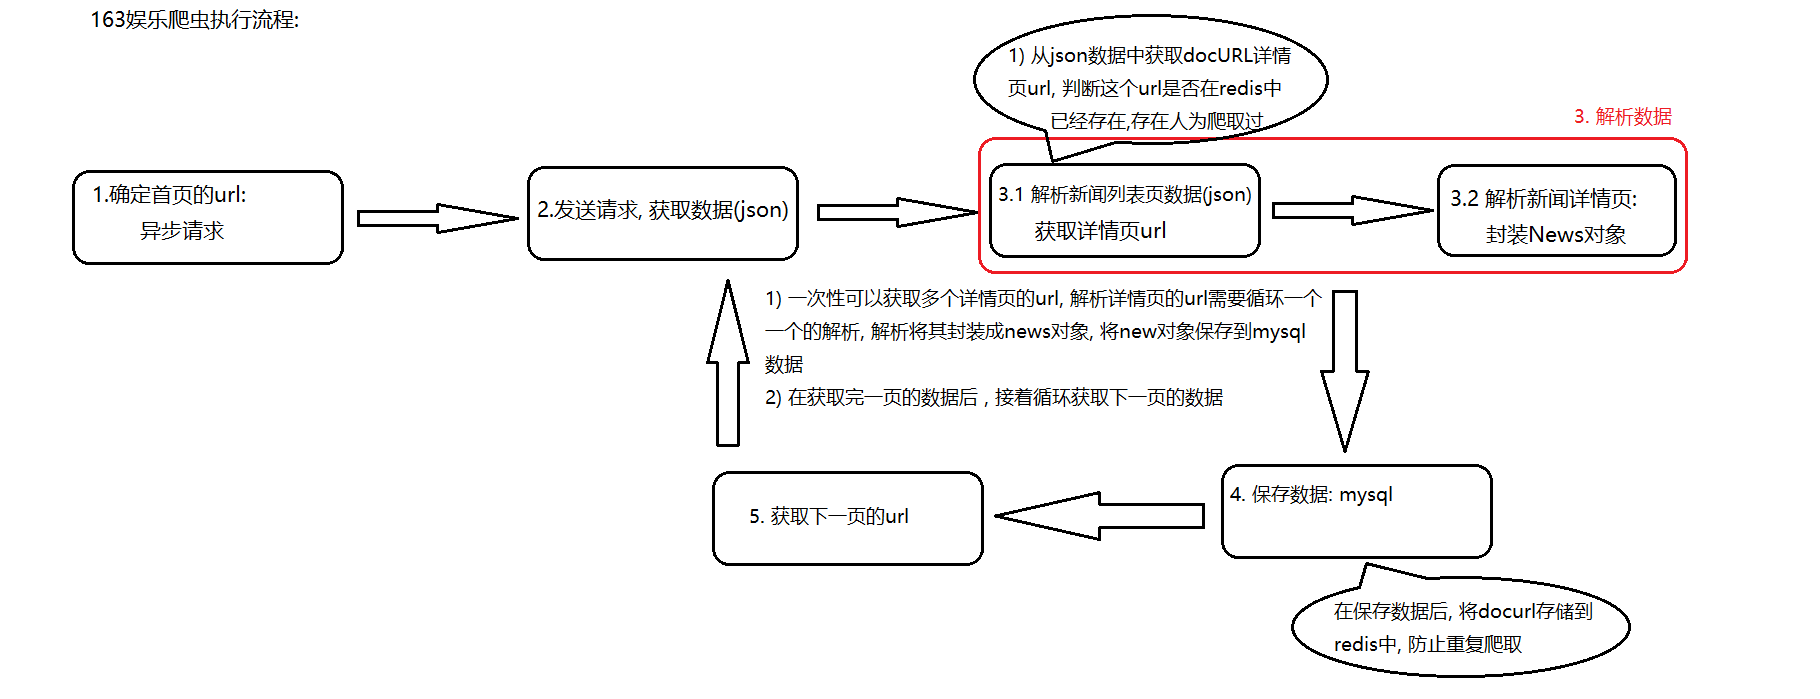 163娱乐爬虫执行流程:
1) 从json数据中获取docURL详情
页url, 判断这个url是否在redis中
已经存在,存在人为爬取过
3. 解析数据
1.确定首页的url:
异步请求
2.发送请求, 获取数据(json)
3.1 解析新闻列表页数据(json)
获取详情页url
3.2 解析新闻详情页:
封装News对象
1) 一次性可以获取多个详情页的url, 解析详情页的url需要循环一个
一个的解析, 解析将其封装成news对象, 将new对象保存到mysql
数据
2) 在获取完一页的数据后 , 接着循环获取下一页的数据
4. 保存数据: mysql
5. 获取下一页的url
在保存数据后, 将docurl存储到
redis中, 防止重复爬取